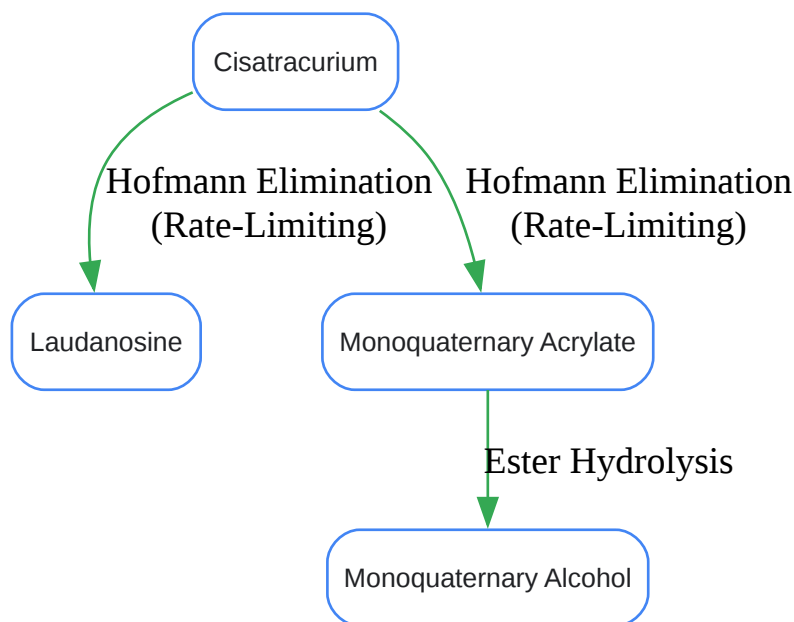 Cisatracurium
Hofmann Elimination
(Rate-Limiting)
Hofmann Elimination
(Rate-Limiting)
Laudanosine
Monoquaternary Acrylate
Ester Hydrolysis
Monoquaternary Alcohol